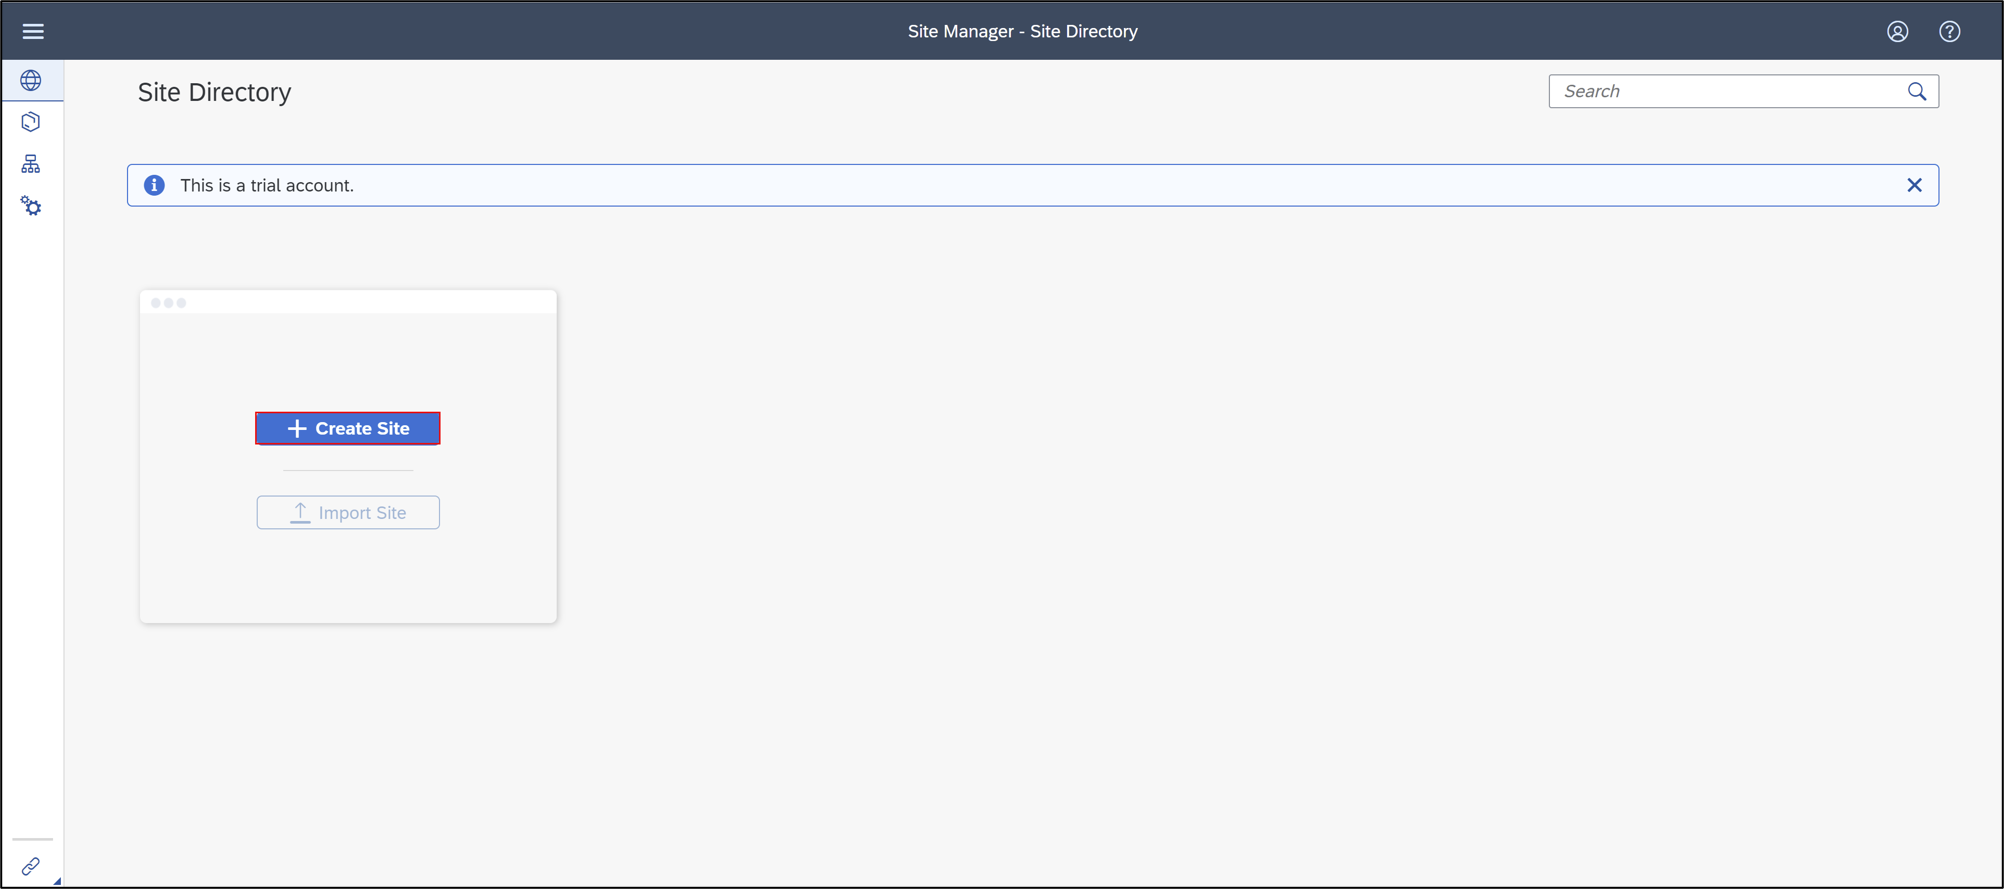 Site Manager - Site Directory
Site Directory
Search
This is a trial account.
Create Site
Import Site